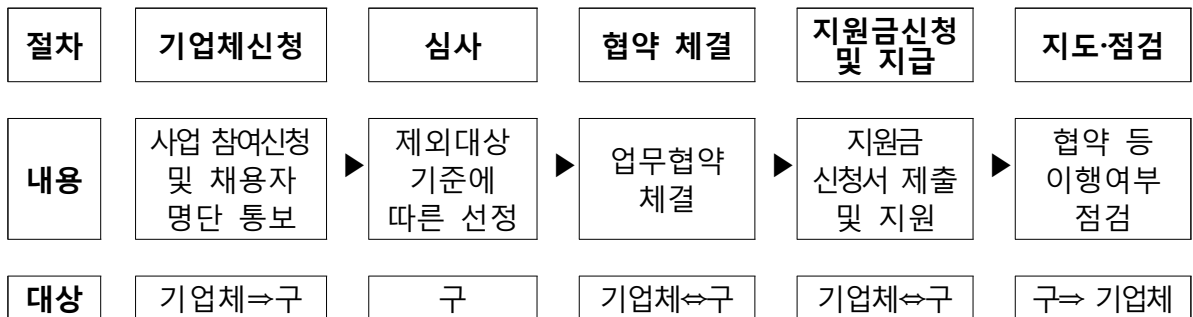 절차
기업체신청
심사
협약 체결
지원금신청
및 지급
지도·점검
내용
사업 참여신청
및 채용자
명단 통보
▶
제외대상
기준에
따른 선정
▶
업무협약
체결
▶
지원금
신청서 제출
및 지원
▶
협약 등
이행여부
점검
대상
기업체⇒구
구
기업체⇔구
기업체⇔구
구⇒ 기업체